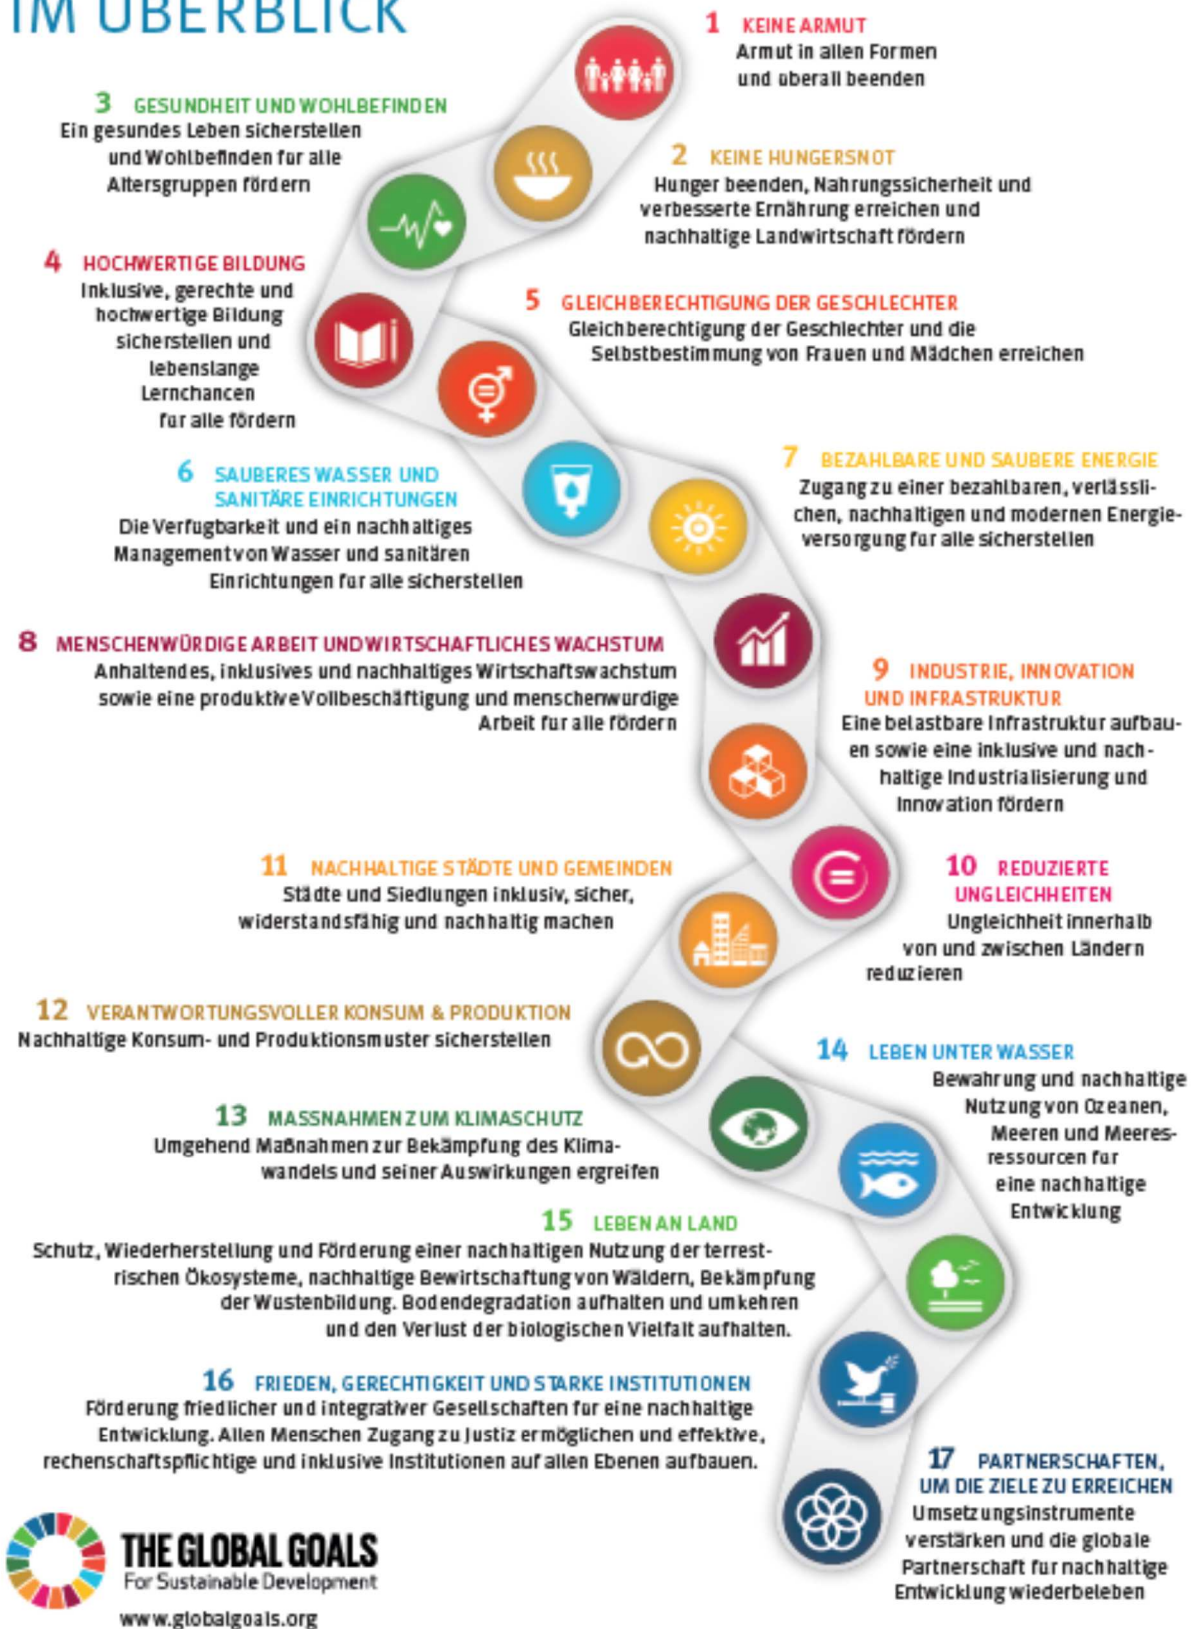 IM ÜBERBLICK
1 KEINE ARMUT
Armut in allen Formen
und überall beenden
2 KEINE HUNGERSNOT
Hunger beenden, Nahrungssicherheit und
verbesserte Ernährung erreichen und
nachhaltige Landwirtschaft fördern
3 GESUNDHEIT UND WOHLBEFINDEN
Ein gesundes Leben sicherstellen
und Wohlbefinden für alle
Altersgruppen fördern
4 HOCHWERTIGE BILDUNG
Inklusive, gerechte und
hochwertige Bildung
sicherstellen und
lebenslange
Lernchancen
für alle fördern
5 GLEICHBERECHTIGUNG DER GESCHLECHTER
Gleichberechtigung der Geschlechter und die
Selbstbestimmung von Frauen und Mädchen erreichen
6 SAUBERES WASSER UND
SANITÄRE EINRICHTUNGEN
Die Verfügbarkeit und ein nachhaltiges
Management von Wasser und sanitären
Einrichtungen für alle sicherstellen
7 BEZAHLBARE UND SAUBERE ENERGIE
Zugang zu einer bezahlbaren, verlässli-
chen, nachhaltigen und modernen Energie-
versorgung für alle sicherstellen
8 MENSCHENWÜRDIGE ARBEIT UND WIRTSCHAFTLICHES WACHSTUM
Anhaltendes, inklusives und nachhaltiges Wirtschaftswachstum
sowie eine produktive Vollbeschäftigung und menschenwürdige
Arbeit für alle fördern
9 INDUSTRIE, INNOVATION
UND INFRASTRUKTUR
Eine belastbare Infrastruktur aufbau-
en sowie eine inklusive und nach-
haltige Industrialisierung und
Innovation fördern
10 REDUZIERTE
UNGLEICHHEITEN
Ungleichheit innerhalb
von und zwischen Ländern
reduzieren
11 NACHHALTIGE STÄDTE UND GEMEINDEN
Städte und Siedlungen inklusiv, sicher,
widerstandsfähig und nachhaltig machen
12 VERANTWORTUNGSVOLLER KONSUM & PRODUKTION
Nachhaltige Konsum- und Produktionsmuster sicherstellen
13 MASSNAHMEN ZUM KLIMASCHUTZ
Umgehend Maßnahmen zur Bekämpfung des Klima-
wandels und seiner Auswirkungen ergreifen
14 LEBEN UNTER WASSER
Bewahrung und nachhaltige
Nutzung von Ozeanen,
Meeren und Meeres-
ressourcen für
eine nachhaltige
Entwicklung
15 LEBEN AN LAND
Schutz, Wiederherstellung und Förderung einer nachhaltigen Nutzung der terrest-
rischen Ökosysteme, nachhaltige Bewirtschaftung von Wäldern, Bekämpfung
der Wüstenbildung. Bodendegradation aufhalten und umkehren
und den Verlust der biologischen Vielfalt aufhalten.
16 FRIEDEN, GERECHTIGKEIT UND STARKE INSTITUTIONEN
Förderung friedlicher und integrativer Gesellschaften für eine nachhaltige
Entwicklung. Allen Menschen Zugang zu Justiz ermöglichen und effektive,
rechenschaftspflichtige und inklusive Institutionen auf allen Ebenen aufbauen.
17 PARTNERSCHAFTEN,
UM DIE ZIELE ZU ERREICHEN
Umsetzungsinstrumente
verstärken und die globale
Partnerschaft für nachhaltige
Entwicklung wiederbeleben
THE GLOBAL GOALS
For Sustainable Development
www.globalgoals.org